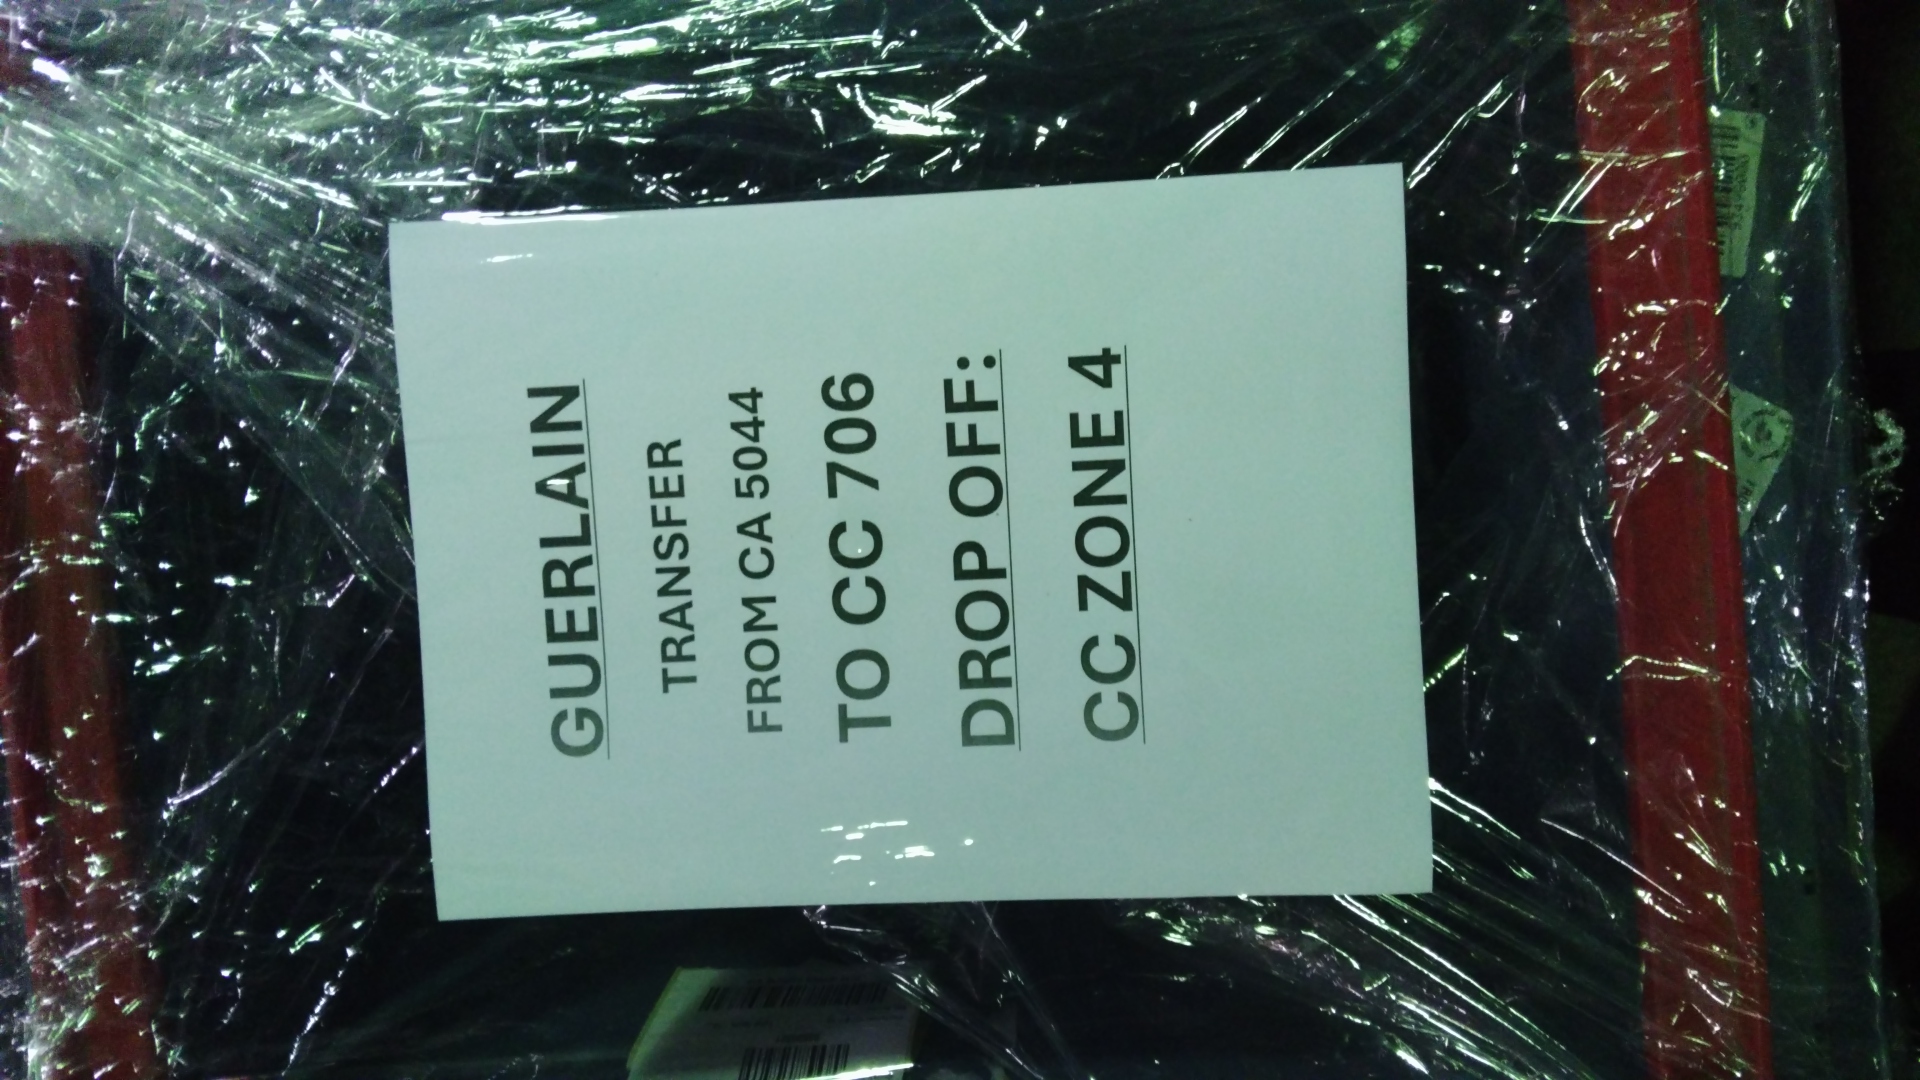 GUERLAIN
TRANSFER
FROM CA 5044
TO CC 706
DROP OFF:
CC ZONE 4